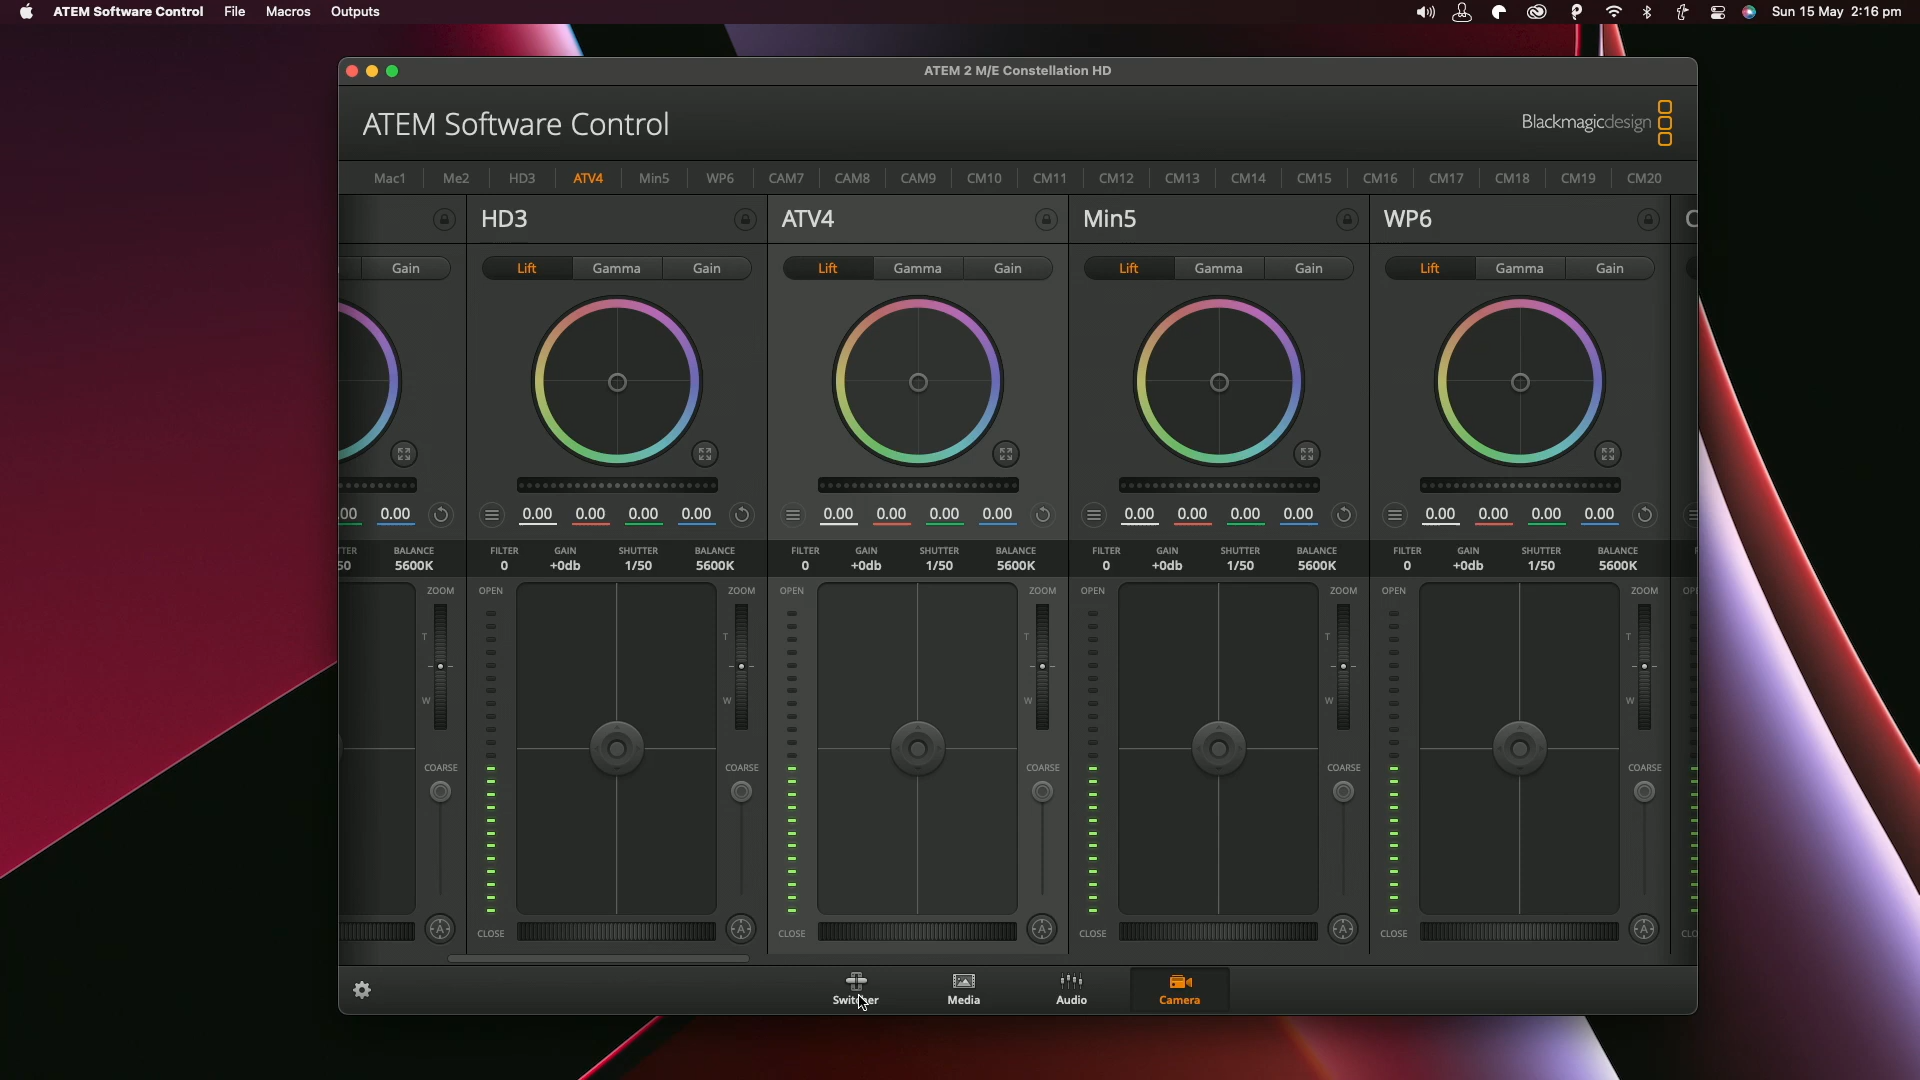 ATEM Software Control File Macros Outputs Sun 15 May 2:16 pm
ATEM 2 M/E Constellation HD
ATEM Software Control Blackmagicdesign
Mac1 Me2 HD3 ATV4 Min5 WP6 CAM7 CAM8 CAM9 CM10 CM11 CM12 CM13 CM14 CM15 CM16 CM17 CM18 CM19 CM20
HD3 ATV4 Min5 WP6
Gain Lift Gamma Gain Lift Gamma Gain Lift Gamma Gain Lift Gamma Gain
00 0.00 0.00 0.00 0.00 0.00 0.00 0.00 0.00 0.00 0.00 0.00 0.00 0.00 0.00 0.00 0.00 0.00
TTER BALANCE FILTER GAIN SHUTTER BALANCE FILTER GAIN SHUTTER BALANCE FILTER GAIN SHUTTER BALANCE FILTER GAIN SHUTTER BALANCE
50 5600K 0 +0db 1/50 5600K 0 +0db 1/50 5600K 0 +0db 1/50 5600K 0 +0db 1/50 5600K
ZOOM OPEN ZOOM OPEN ZOOM OPEN ZOOM OPEN ZOOM OP
T T T T T
W W W W W
COARSE COARSE COARSE COARSE COARSE
A CLOSE A CLOSE A CLOSE A CLOSE A CLO
Switcher Media Audio Camera